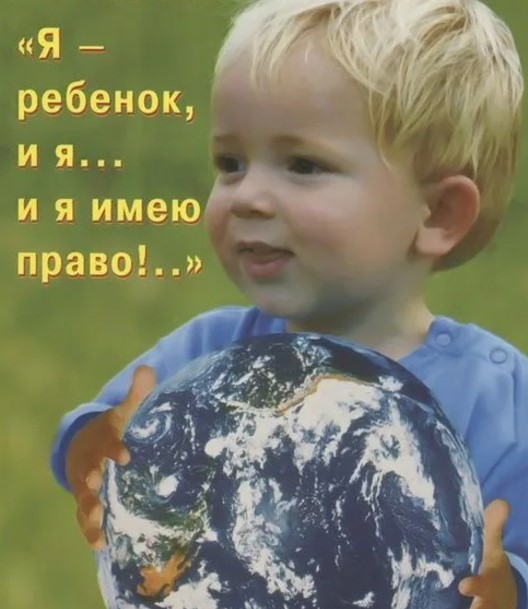 «Я –
ребенок,
и я...
и я имею
право!..»